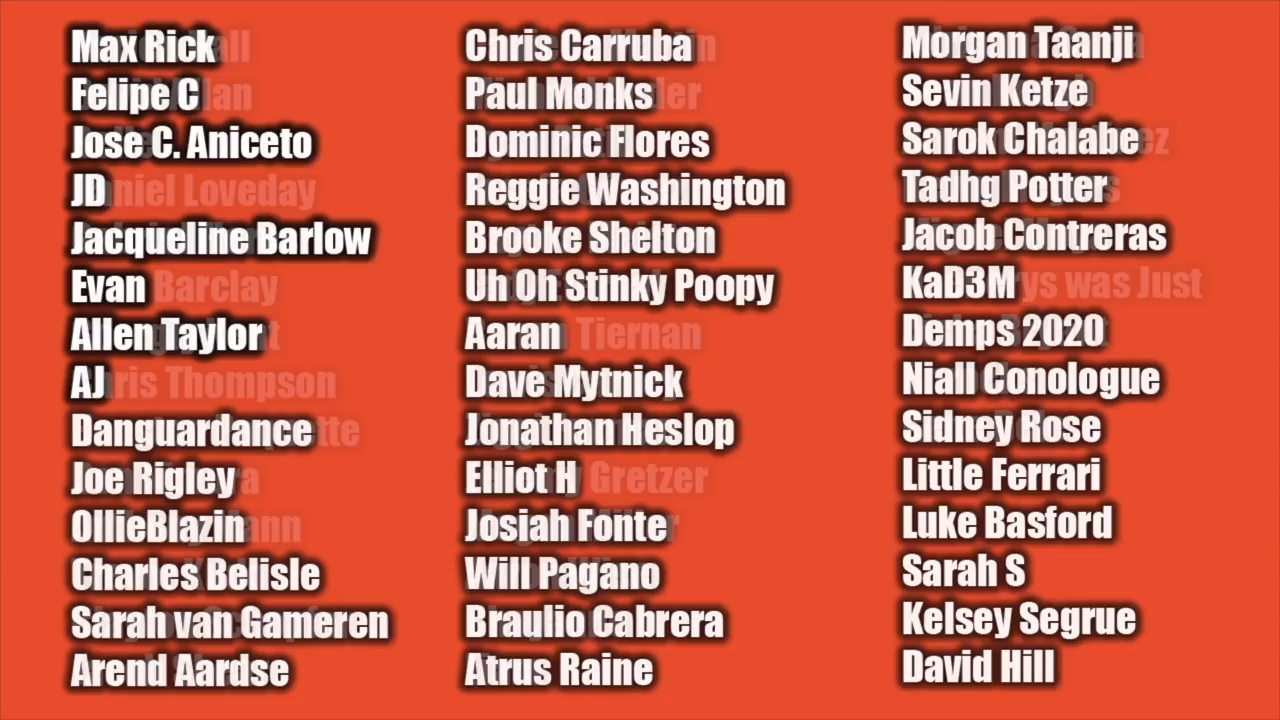 Max Rick
Felipe C
Jose C. Aniceto
JD
Jacqueline Barlow
Evan
Allen Taylor
AJ
Danguardance
Joe Rigley
OllieBlazin
Charles Belisle
Sarah van Gameren
Arend Aardse
Chris Carruba
Paul Monks
Dominic Flores
Reggie Washington
Brooke Shelton
Uh Oh Stinky Poopy
Aaran
Dave Mytnick
Jonathan Heslop
Elliot H
Josiah Fonte
Will Pagano
Braulio Cabrera
Atrus Raine
Morgan Taanji
Sevin Ketze
Sarok Chalabe
Tadhg Potter
Jacob Contreras
KaD3M
Demps 2020
Niall Conologue
Sidney Rose
Little Ferrari
Luke Basford
Sarah S
Kelsey Segrue
David Hill